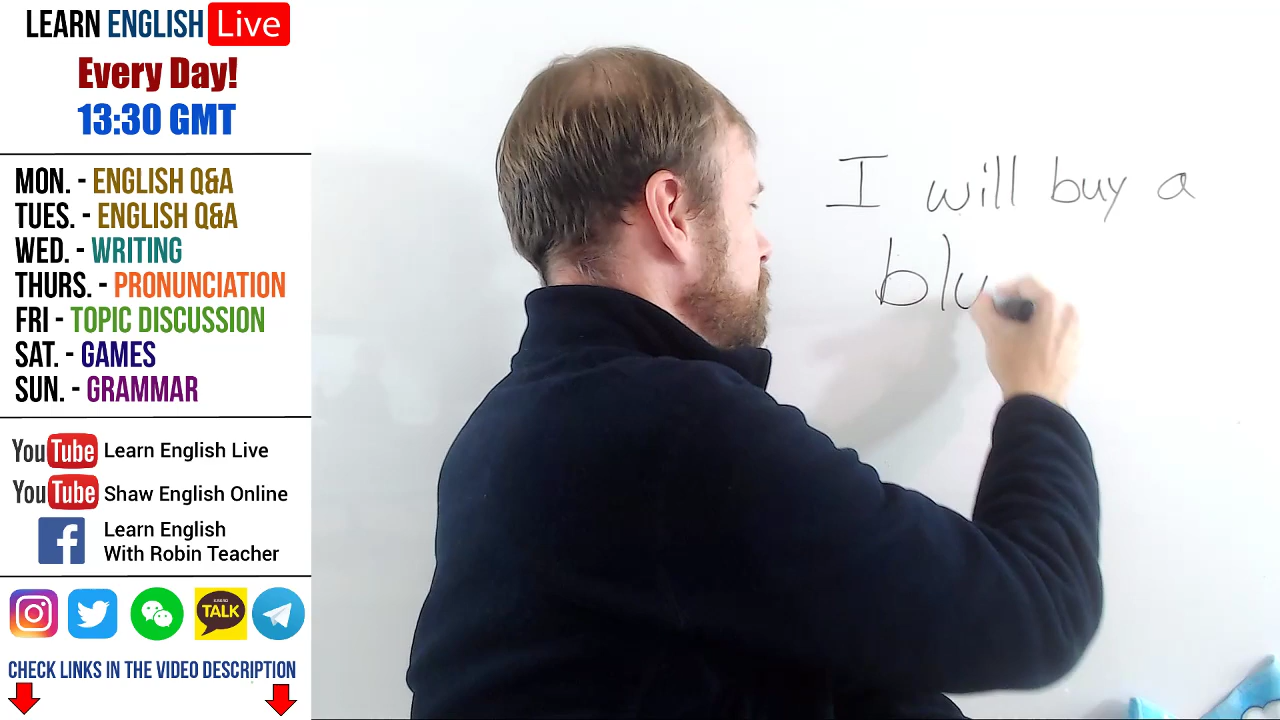 LEARN ENGLISH Live
Every Day!
13:30 GMT
MON. - ENGLISH Q&A
TUES. - ENGLISH Q&A
WED. - WRITING
THURS. - PRONUNCIATION
FRI - TOPIC DISCUSSION
SAT. - GAMES
SUN. - GRAMMAR
YouTube Learn English Live
YouTube Shaw English Online
Learn English
With Robin Teacher
TALK
CHECK LINKS IN THE VIDEO DESCRIPTION
I will buy a
blu